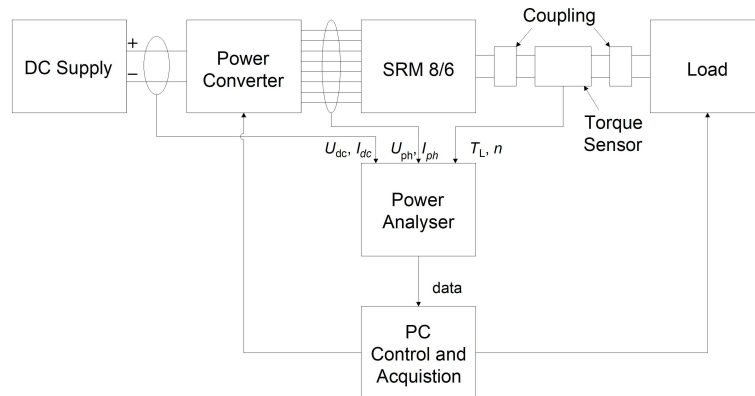 Coupling
+
DC Supply
−
Power
Converter
SRM 8/6
Load
Torque
Sensor
Udc, Idc
Uph, Iph
TL, n
Power
Analyser
data
PC
Control and
Acquistion